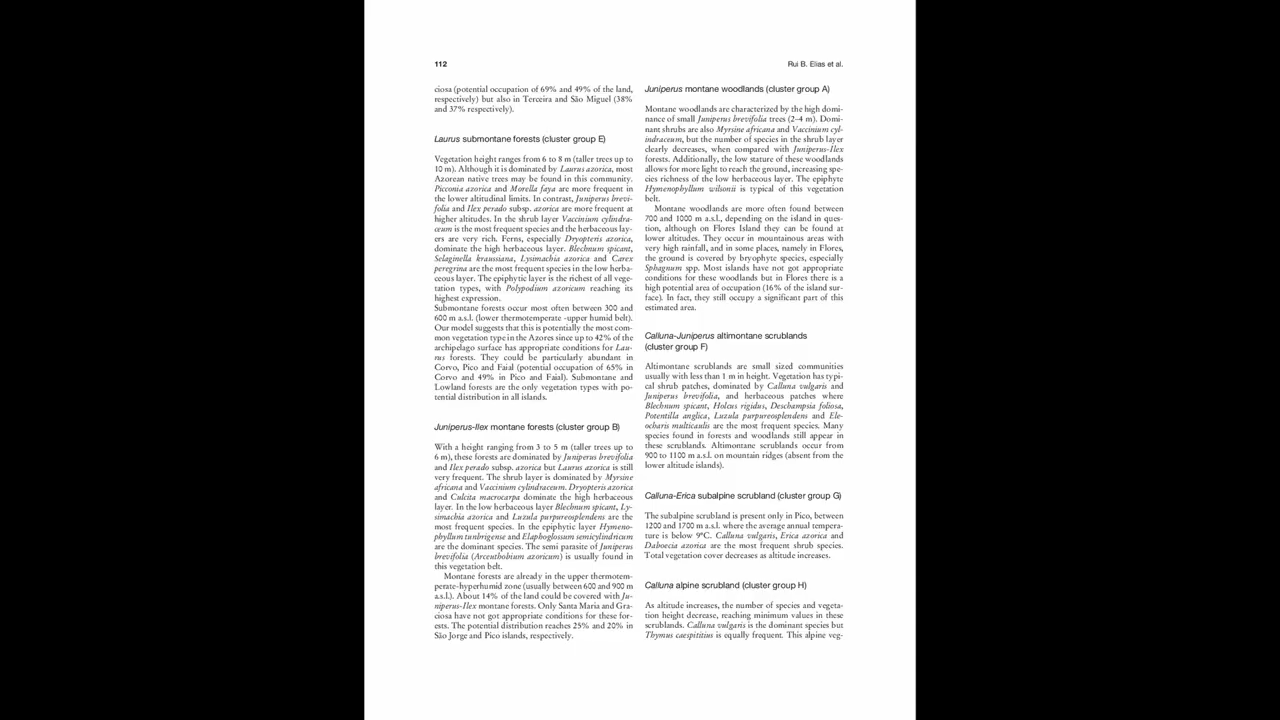 112
Rui B. Elias et al.
ciosa (potential occupation of 69% and 49% of the land,
respectively) but also in Terceira and São Miguel (38%
and 37% respectively).
Laurus submontane forests (cluster group E)
Vegetation height ranges from 6 to 8 m (taller trees up to
10 m). Although it is dominated by Laurus azorica, most
Azorean native trees may be found in this community.
Picconia azorica and Morella faya are more frequent in
the lower altitudinal limits. In contrast, Juniperus brevi-
folia and Ilex perado subsp. azorica are more frequent at
higher altitudes. In the shrub layer Vaccinium cylindra-
ceum is the most frequent species and the herbaceous lay-
ers are very rich. Ferns, especially Dryopteris azorica,
dominate the high herbaceous layer. Blechnum spicant,
Selaginella kraussiana, Lysimachia azorica and Carex
peregrina are the most frequent species in the low herba-
ceous layer. The epiphytic layer is the richest of all vege-
tation types, with Polypodium azoricum reaching its
highest expression.
Submontane forests occur most often between 300 and
600 m a.s.l. (lower thermotemperate -upper humid belt).
Our model suggests that this is potentially the most com-
mon vegetation type in the Azores since up to 42% of the
archipelago surface has appropriate conditions for Lau-
rus forests. They could be particularly abundant in
Corvo, Pico and Faial (potential occupation of 65% in
Corvo and 49% in Pico and Faial). Submontane and
Lowland forests are the only vegetation types with po-
tential distribution in all islands.
Juniperus-Ilex montane forests (cluster group B)
With a height ranging from 3 to 5 m (taller trees up to
6 m), these forests are dominated by Juniperus brevifolia
and Ilex perado subsp. azorica but Laurus azorica is still
very frequent. The shrub layer is dominated by Myrsine
africana and Vaccinium cylindraceum. Dryopteris azorica
and Culcita macrocarpa dominate the high herbaceous
layer. In the low herbaceous layer Blechnum spicant, Ly-
simachia azorica and Luzula purpureosplendens are the
most frequent species. In the epiphytic layer Hymeno-
phyllum tunbrigense and Elaphoglossum semicylindricum
are the dominant species. The semi parasite of Juniperus
brevifolia (Arceuthobium azoricum) is usually found in
this vegetation belt.
Montane forests are already in the upper thermotem-
perate-hyperhumid zone (usually between 600 and 900 m
a.s.l.). About 14% of the land could be covered with Ju-
niperus-Ilex montane forests. Only Santa Maria and Gra-
ciosa have not got appropriate conditions for these for-
ests. The potential distribution reaches 25% and 20% in
São Jorge and Pico islands, respectively.
Juniperus montane woodlands (cluster group A)
Montane woodlands are characterized by the high domi-
nance of small Juniperus brevifolia trees (2–4 m). Domi-
nant shrubs are also Myrsine africana and Vaccinium cyl-
indraceum, but the number of species in the shrub layer
clearly decreases, when compared with Juniperus-Ilex
forests. Additionally, the low stature of these woodlands
allows for more light to reach the ground, increasing spe-
cies richness of the low herbaceous layer. The epiphyte
Hymenophyllum wilsonii is typical of this vegetation
belt.
Montane woodlands are more often found between
700 and 1000 m a.s.l., depending on the island in ques-
tion, although on Flores Island they can be found at
lower altitudes. They occur in mountainous areas with
very high rainfall, and in some places, namely in Flores,
the ground is covered by bryophyte species, especially
Sphagnum spp. Most islands have not got appropriate
conditions for these woodlands but in Flores there is a
high potential area of occupation (16% of the island sur-
face). In fact, they still occupy a significant part of this
estimated area.
Calluna-Juniperus altimontane scrublands
(cluster group F)
Altimontane scrublands are small sized communities
usually with less than 1 m in height. Vegetation has typi-
cal shrub patches, dominated by Calluna vulgaris and
Juniperus brevifolia, and herbaceous patches where
Blechnum spicant, Holcus rigidus, Deschampsia foliosa,
Potentilla anglica, Luzula purpureosplendens and Ele-
ocharis multicaulis are the most frequent species. Many
species found in forests and woodlands still appear in
these scrublands. Altimontane scrublands occur from
900 to 1100 m a.s.l. on mountain ridges (absent from the
lower altitude islands).
Calluna-Erica subalpine scrubland (cluster group G)
The subalpine scrubland is present only in Pico, between
1200 and 1700 m a.s.l. where the average annual tempera-
ture is below 9°C. Calluna vulgaris, Erica azorica and
Daboecia azorica are the most frequent shrub species.
Total vegetation cover decreases as altitude increases.
Calluna alpine scrubland (cluster group H)
As altitude increases, the number of species and vegeta-
tion height decrease, reaching minimum values in these
scrublands. Calluna vulgaris is the dominant species but
Thymus caespititius is equally frequent. This alpine veg-